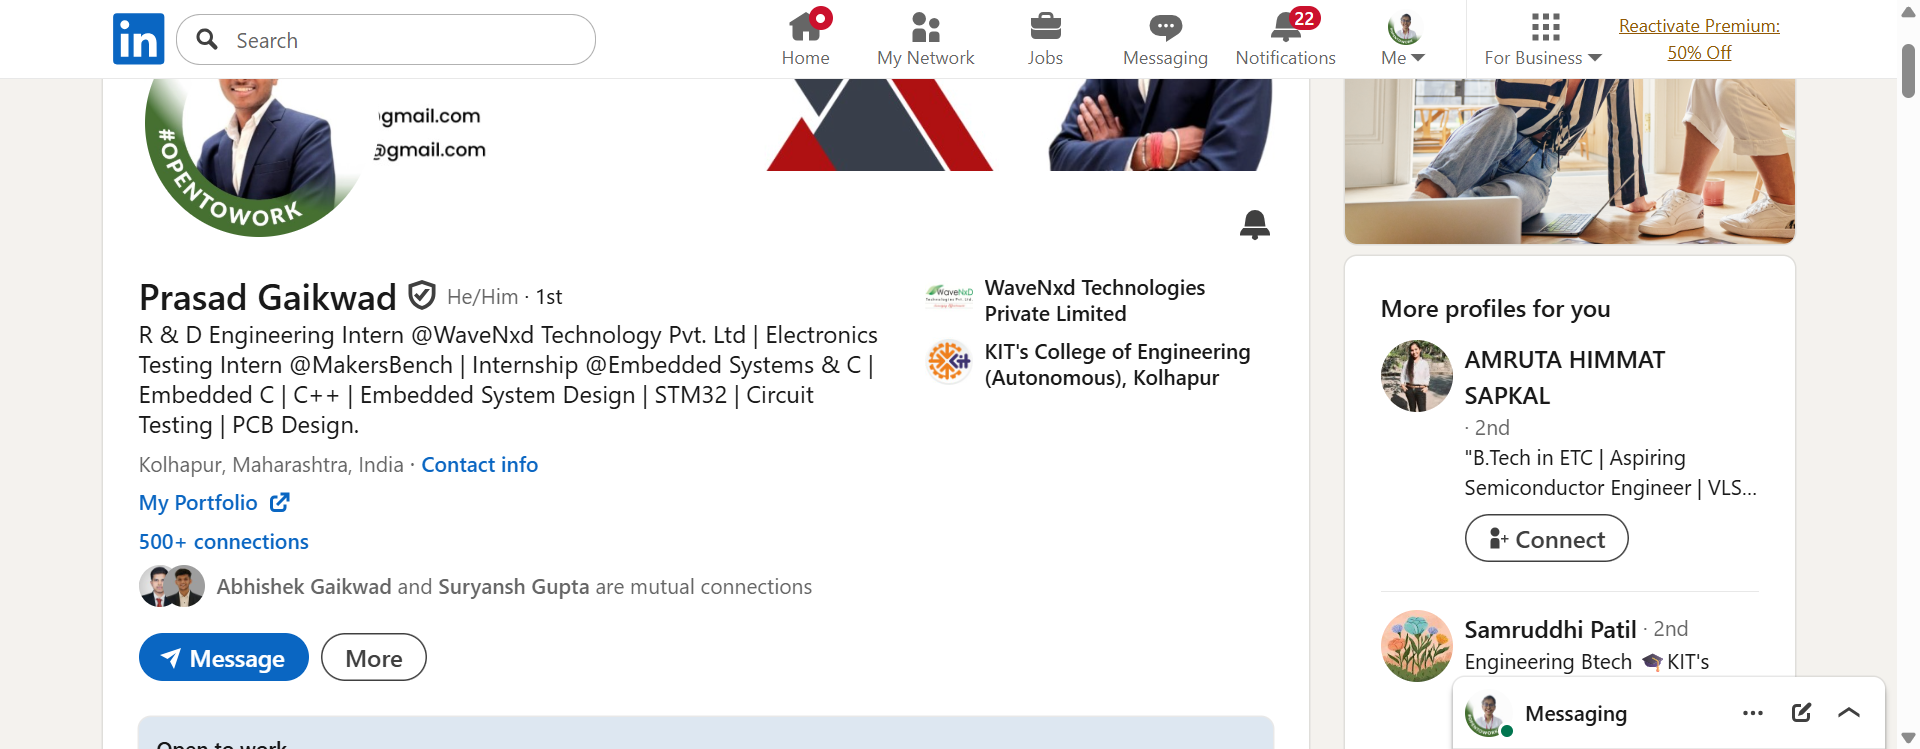 in
Search
Home
My Network
Jobs
Messaging
22
Notifications
Me
For Business
Reactivate Premium:
50% Off
gmail.com
@gmail.com
#OPENTOWORK
Prasad Gaikwad
He/Him · 1st
R & D Engineering Intern @WaveNxd Technology Pvt. Ltd | Electronics
Testing Intern @MakersBench | Internship @Embedded Systems & C |
Embedded C | C++ | Embedded System Design | STM32 | Circuit
Testing | PCB Design.
Kolhapur, Maharashtra, India · Contact info
My Portfolio
500+ connections
Abhishek Gaikwad and Suryansh Gupta are mutual connections
Message
More
Open to work
WaveNxD
WaveNxd Technologies
Private Limited
Kit
KIT's College of Engineering
(Autonomous), Kolhapur
More profiles for you
AMRUTA HIMMAT
SAPKAL
· 2nd
"B.Tech in ETC | Aspiring
Semiconductor Engineer | VLS...
Connect
Samruddhi Patil · 2nd
Engineering Btech 🎓KIT's
Messaging